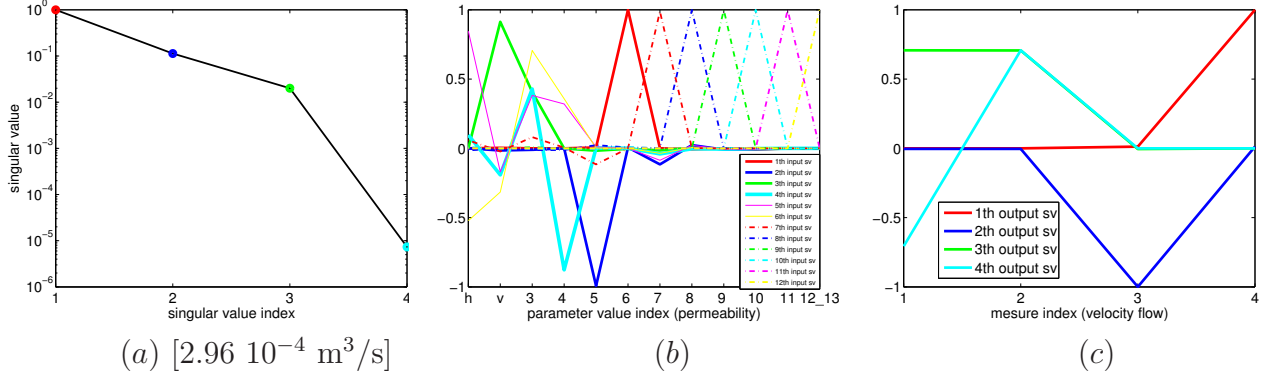 10⁰
10⁻¹
10⁻²
10⁻³
10⁻⁴
10⁻⁵
10⁻⁶
singular value
1 2 3 4
singular value index
(a) [2.96 10⁻⁴ m³/s]
1
0.5
0
−0.5
−1
h v 3 4 5 6 7 8 9 10 11 12_13
parameter value index (permeability)
1th input sv
2th input sv
3th input sv
4th input sv
5th input sv
6th input sv
7th input sv
8th input sv
9th input sv
10th input sv
11th input sv
12th input sv
(b)
1
0.5
0
−0.5
−1
1 2 3 4
mesure index (velocity flow)
1th output sv
2th output sv
3th output sv
4th output sv
(c)